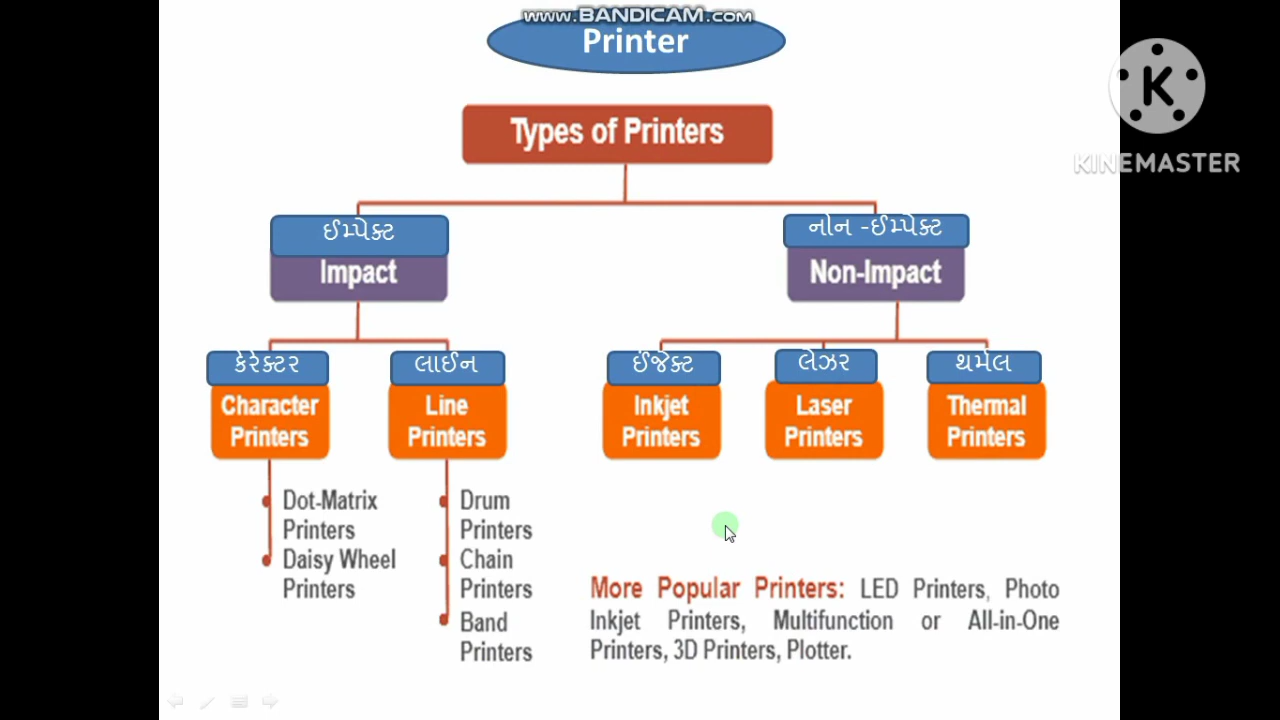 WWW.BANDICAM.COM
Printer
KINEMASTER
Types of Printers
ઈમ્પેક્ટ
Impact
નોન -ઈમ્પેક્ટ
Non-Impact
કેરેક્ટર
Character
Printers
લાઈન
Line
Printers
ઈંજેક્ટ
Inkjet
Printers
લેઝર
Laser
Printers
થર્મલ
Thermal
Printers
Dot-Matrix
Printers
Daisy Wheel
Printers
Drum
Printers
Chain
Printers
Band
Printers
More Popular Printers: LED Printers, Photo
Inkjet Printers, Multifunction or All-in-One
Printers, 3D Printers, Plotter.